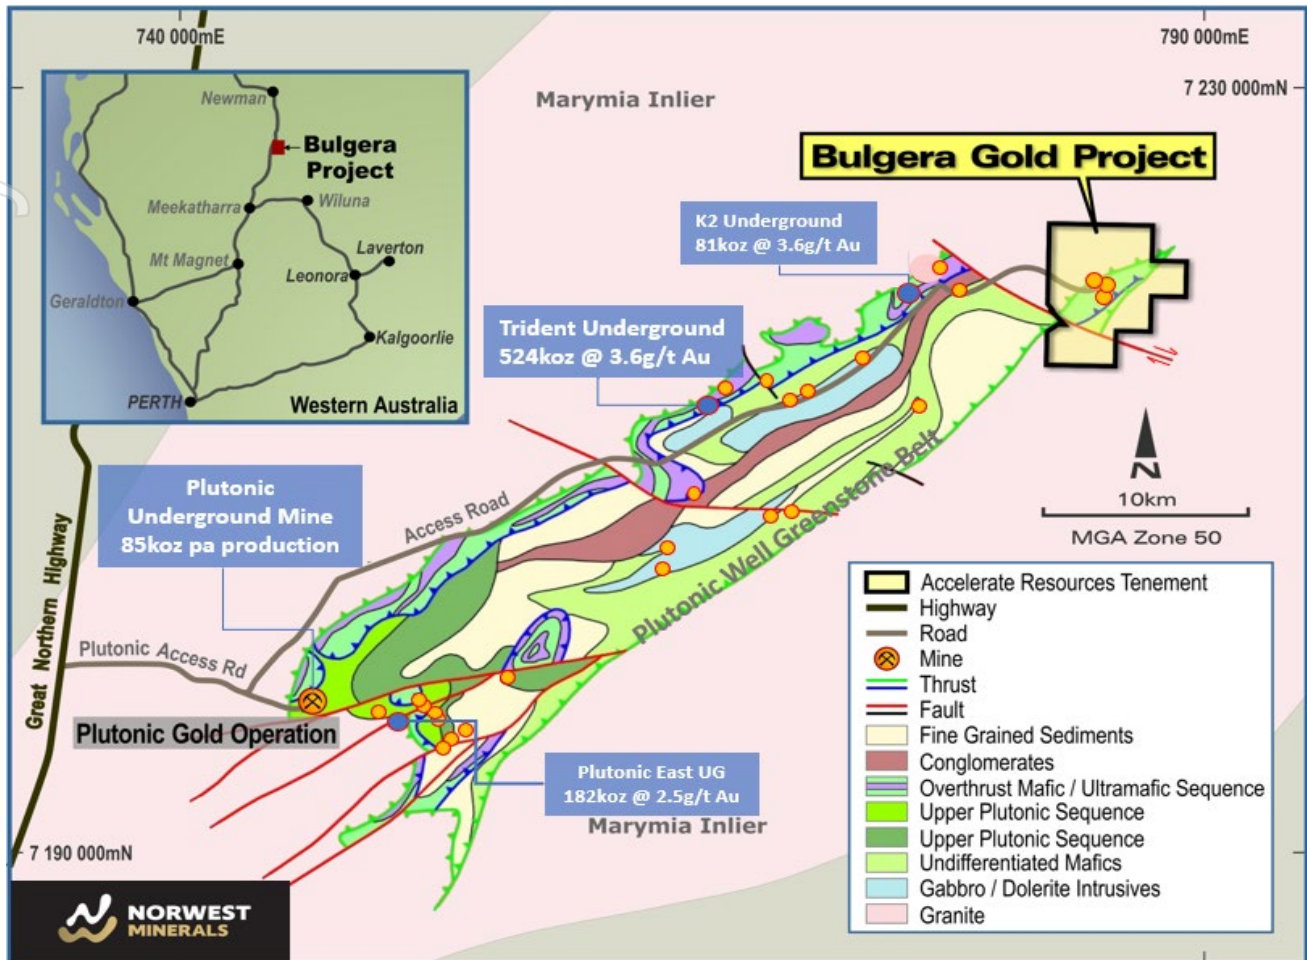 740 000mE
790 000mE
7 230 000mN
Marymia Inlier
Newman
Bulgera
Project
Meekatharra
Wiluna
Mt Magnet
Laverton
Leonora
Geraldton
Kalgoorlie
PERTH
Western Australia
Bulgera Gold Project
K2 Underground
81koz @ 3.6g/t Au
Trident Underground
524koz @ 3.6g/t Au
Plutonic
Underground Mine
85koz pa production
Access Road
Great Northern Highway
Plutonic Access Rd
Plutonic Gold Operation
Plutonic Well Greenstone Belt
N
10km
MGA Zone 50
Plutonic East UG
182koz @ 2.5g/t Au
Marymia Inlier
7 190 000mN
Accelerate Resources Tenement
Highway
Road
Mine
Thrust
Fault
Fine Grained Sediments
Conglomerates
Overthrust Mafic / Ultramafic Sequence
Upper Plutonic Sequence
Upper Plutonic Sequence
Undifferentiated Mafics
Gabbro / Dolerite Intrusives
Granite
NORWEST
MINERALS